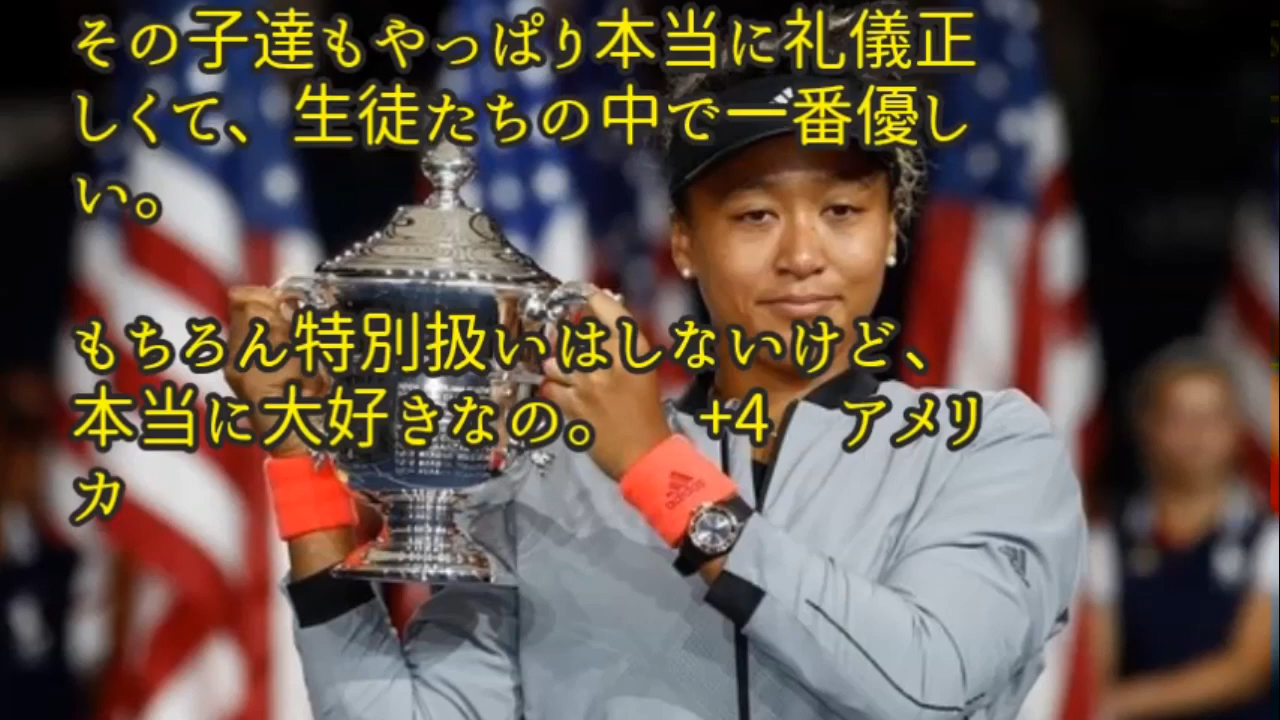 その子達もやっぱり本当に礼儀正
しくて、生徒たちの中で一番優し
い。
もちろん特別扱いはしないけど、
本当に大好きなの。　+4　アメリ
カ
adidas